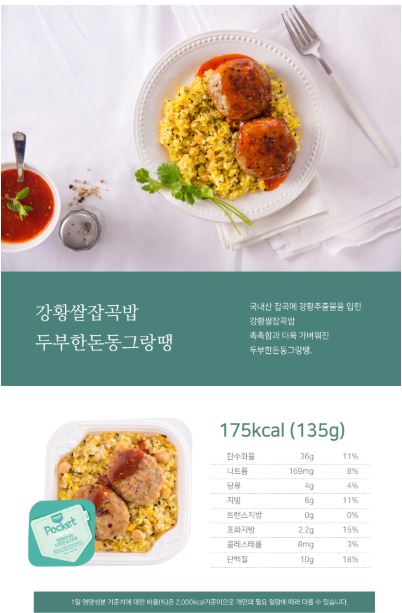 강황쌀잡곡밥
두부한돈동그랑땡
국내산 잡곡에 강황추출물을 입힌
강황쌀잡곡밥
촉촉함과 더욱 가벼워진
두부한돈동그랑땡.
175kcal (135g)
탄수화물 36g 11%
나트륨 169mg 8%
당류 4g 4%
지방 6g 11%
트랜스지방 0g 0%
포화지방 2.2g 15%
콜레스테롤 8mg 3%
단백질 10g 18%
Pocket
1일 영양성분 기준치에 대한 비율(%)은 2,000kcal기준이므로 개인의 필요 열량에 따라 다를 수 있습니다.